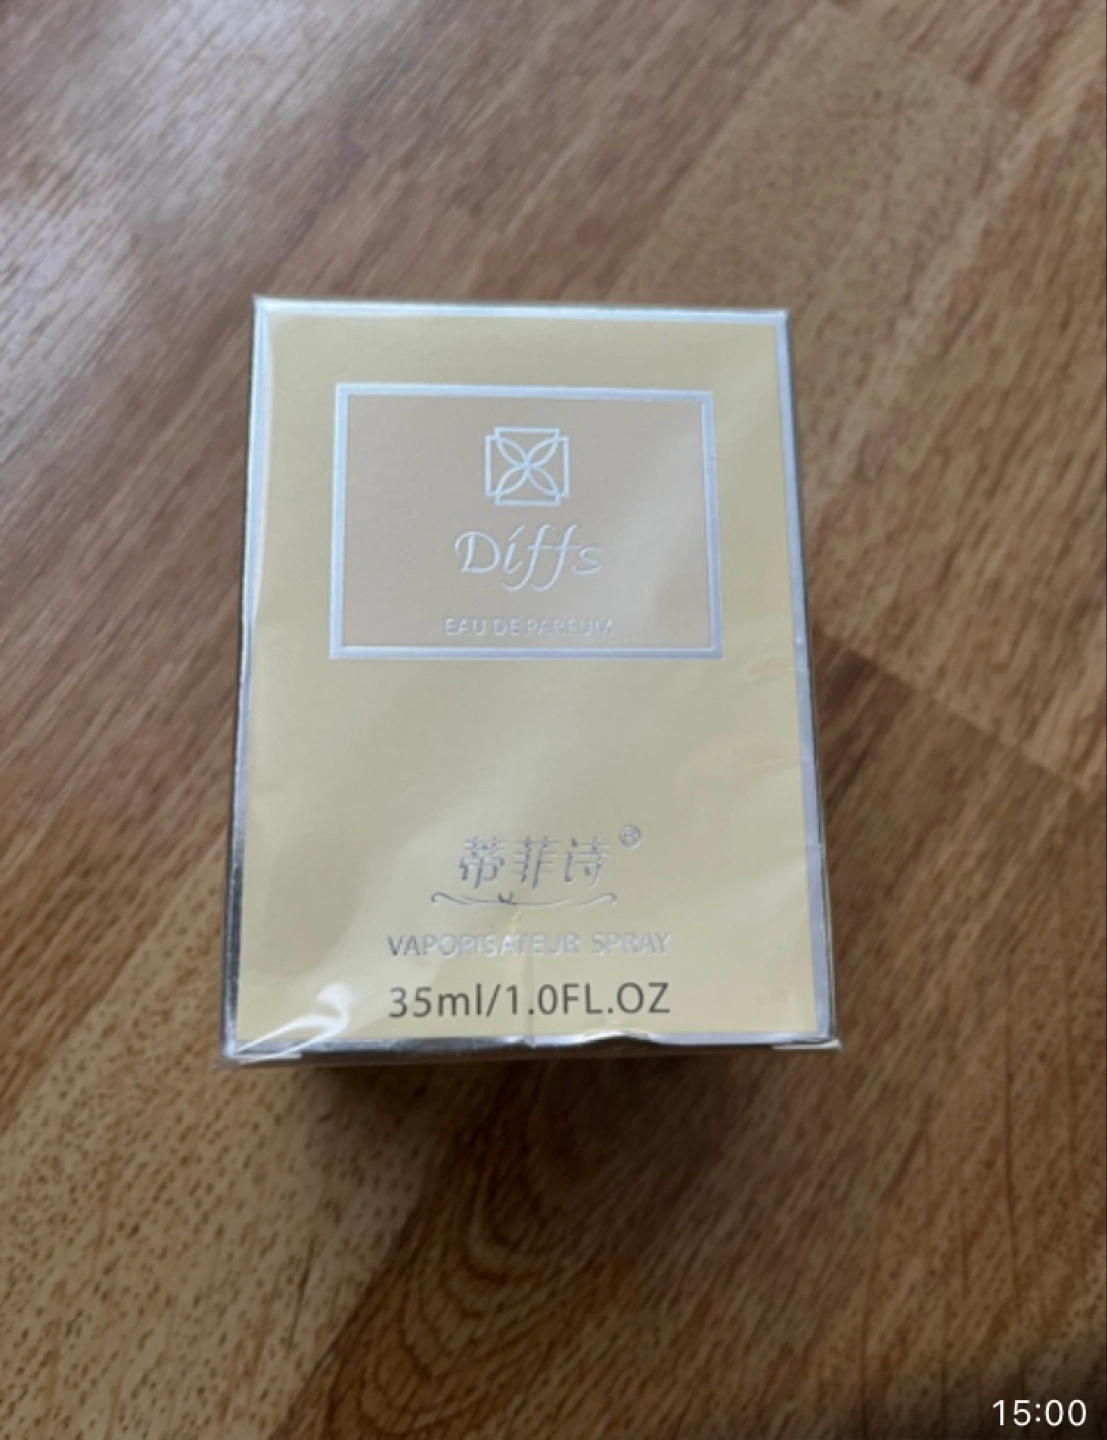 Diffs
EAU DE PARFUM
蒂菲诗®
VAPORISATEUR SPRAY
35ml/1.0FL.OZ
15:00